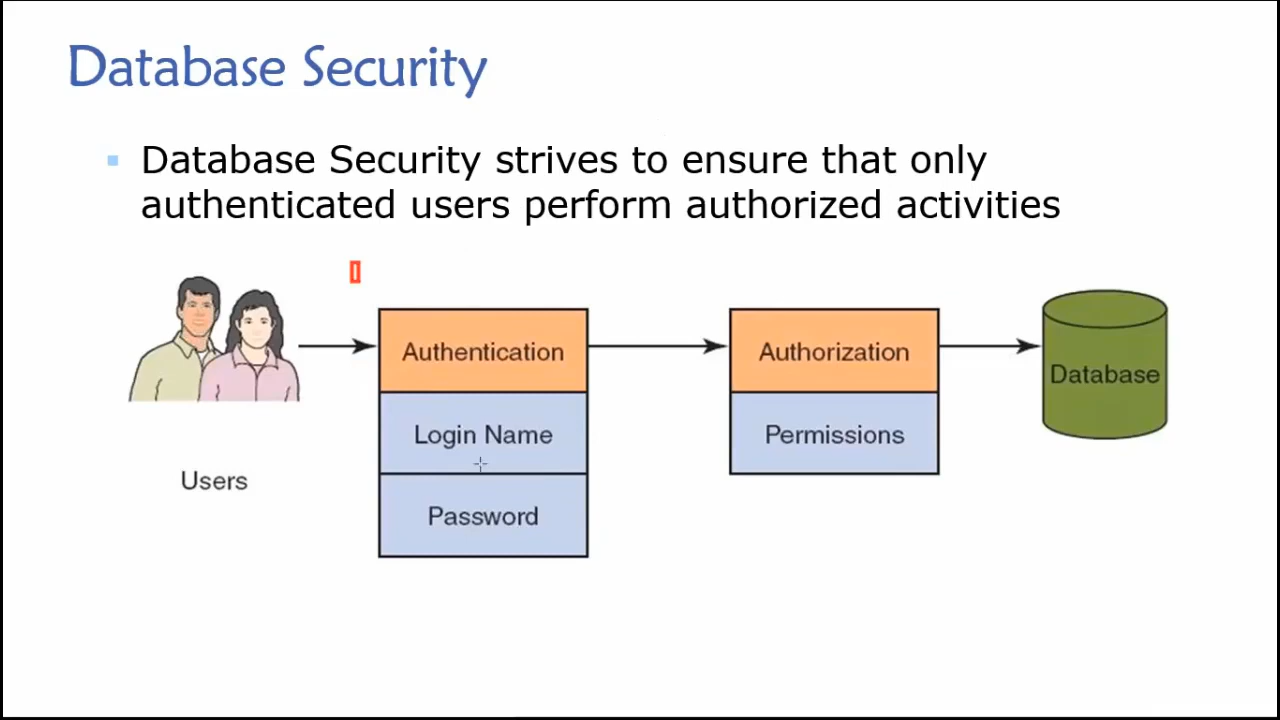 Database Security
Database Security strives to ensure that only
authenticated users perform authorized activities
Authentication
Login Name
Password
Authorization
Permissions
Database
Users